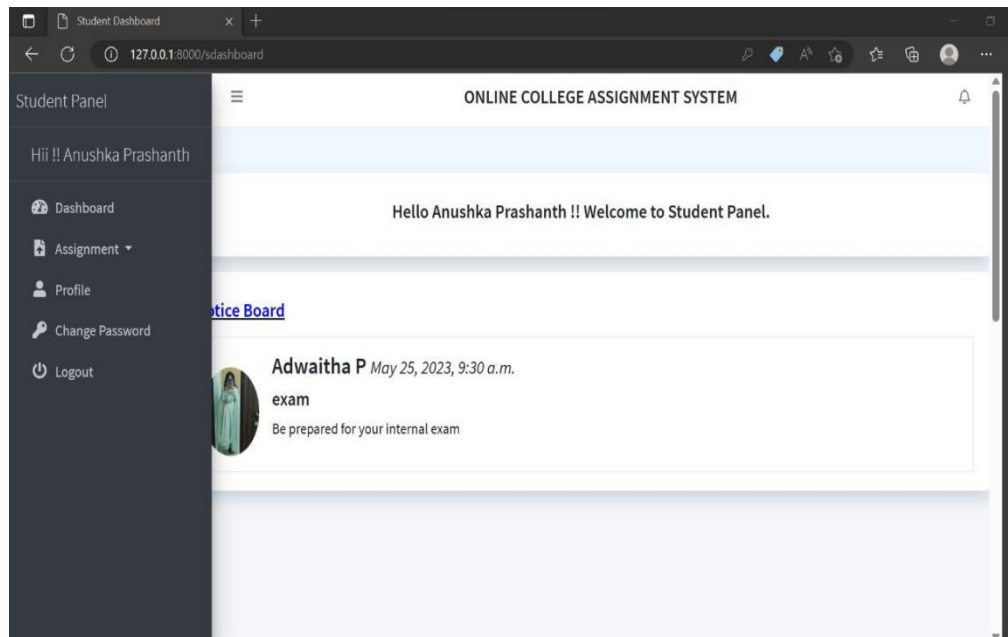 Student Dashboard
127.0.0.1:8000/sdashboard
Student Panel
ONLINE COLLEGE ASSIGNMENT SYSTEM
Hii !! Anushka Prashanth
Dashboard
Hello Anushka Prashanth !! Welcome to Student Panel.
Assignment
Profile
otice Board
Change Password
Logout
Adwaitha P May 25, 2023, 9:30 a.m.
exam
Be prepared for your internal exam